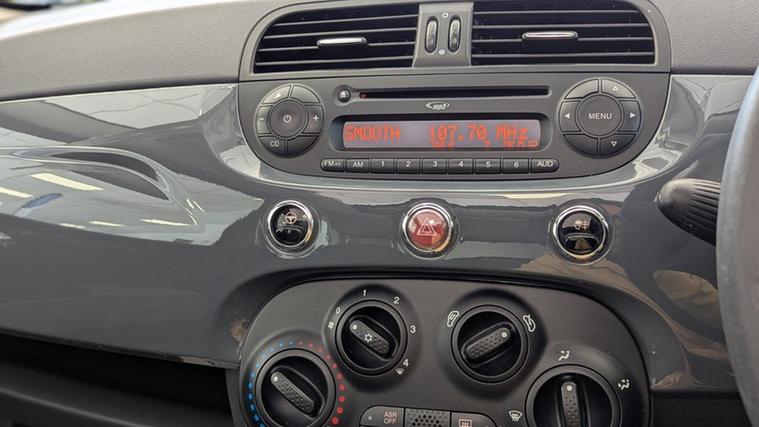 mp3
MENU
CD
SMOOTH 107.70 MHz
FM AS AM 1 2 3 4 5 6 AUD
0 1 2 3 4
ASR OFF